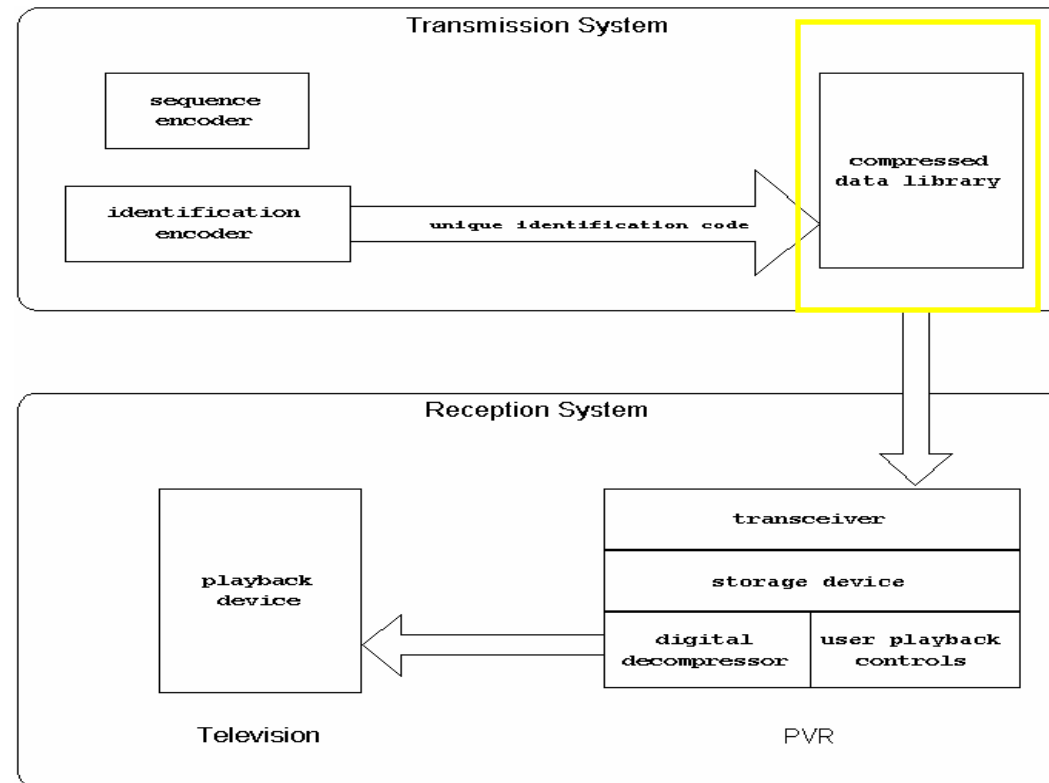 Transmission System
sequence
encoder
identification
encoder
unique identification code
compressed
data library
Reception System
playback
device
transceiver
storage device
digital
decompressor
user playback
controls
Television
PVR